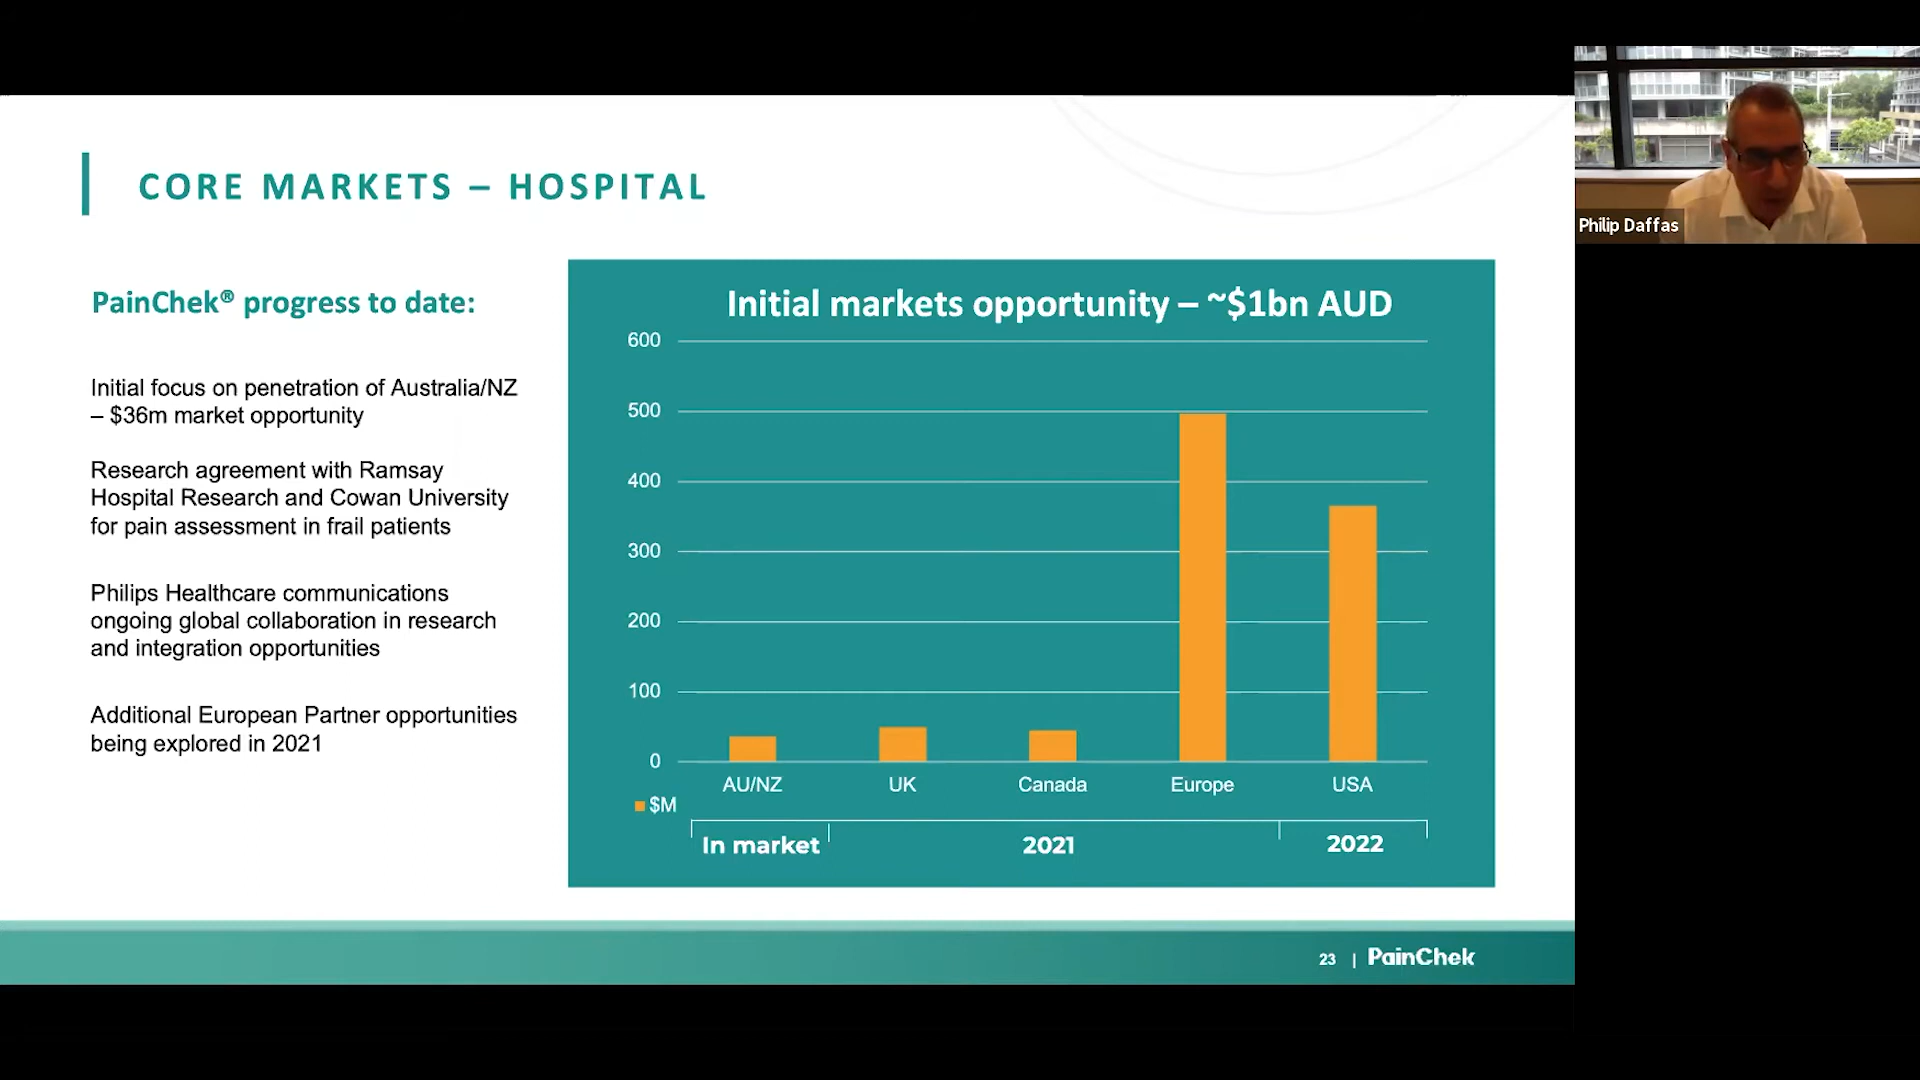 CORE MARKETS – HOSPITAL
PainChek® progress to date:
Initial focus on penetration of Australia/NZ
– $36m market opportunity
Research agreement with Ramsay
Hospital Research and Cowan University
for pain assessment in frail patients
Philips Healthcare communications
ongoing global collaboration in research
and integration opportunities
Additional European Partner opportunities
being explored in 2021
Initial markets opportunity – ~$1bn AUD
600
500
400
300
200
100
0
AU/NZ UK Canada Europe USA
$M
In market 2021 2022
23 | PainChek
Philip Daffas